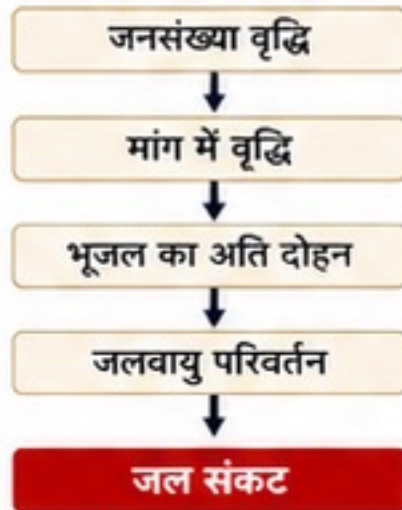 जनसंख्या वृद्धि
मांग में वृद्धि
भूजल का अति दोहन
जलवायु परिवर्तन
जल संकट